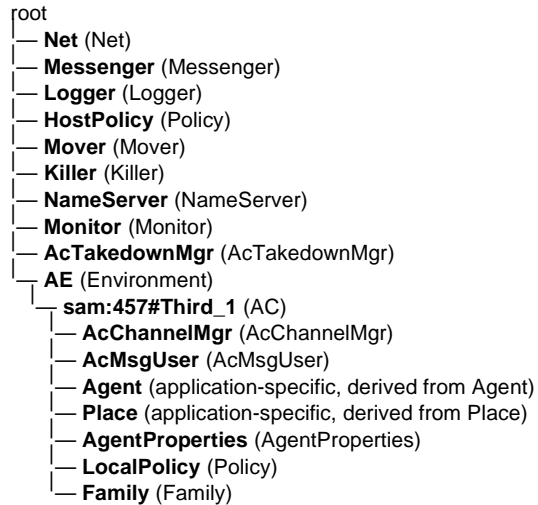 root
Net (Net)
Messenger (Messenger)
Logger (Logger)
HostPolicy (Policy)
Mover (Mover)
Killer (Killer)
NameServer (NameServer)
Monitor (Monitor)
AcTakedownMgr (AcTakedownMgr)
AE (Environment)
sam:457#Third_1 (AC)
AcChannelMgr (AcChannelMgr)
AcMsgUser (AcMsgUser)
Agent (application-specific, derived from Agent)
Place (application-specific, derived from Place)
AgentProperties (AgentProperties)
LocalPolicy (Policy)
Family (Family)